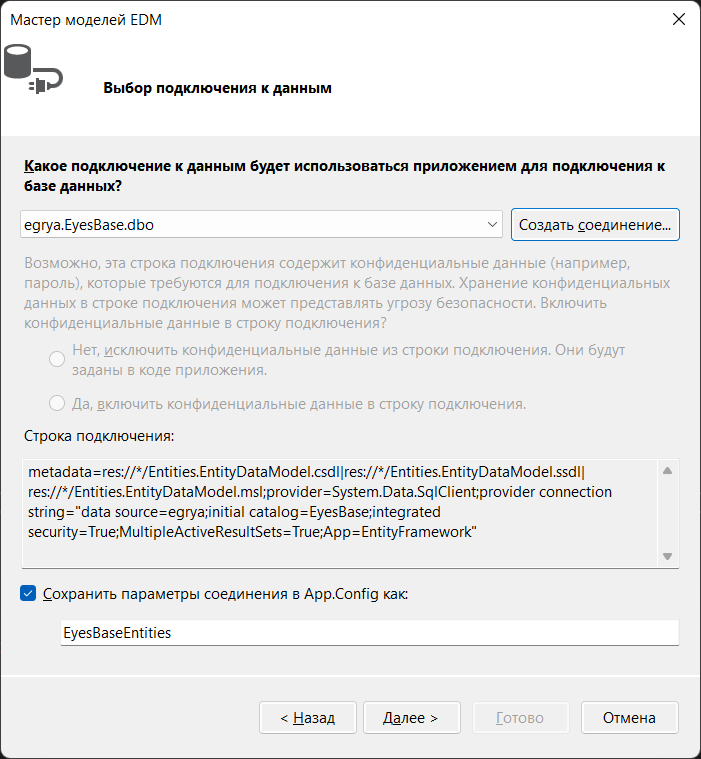 Мастер моделей EDM
Выбор подключения к данным
Какое подключение к данным будет использоваться приложением для подключения к
базе данных?
egrya.EyesBase.dbo
Создать соединение...
Возможно, эта строка подключения содержит конфиденциальные данные (например,
пароль), которые требуются для подключения к базе данных. Хранение конфиденциальных
данных в строке подключения может представлять угрозу безопасности. Включить
конфиденциальные данные в строку подключения?
Нет, исключить конфиденциальные данные из строки подключения. Они будут
заданы в коде приложения.
Да, включить конфиденциальные данные в строку подключения.
Строка подключения:
metadata=res://*/Entities.EntityDataModel.csdl|res://*/Entities.EntityDataModel.ssdl|
res://*/Entities.EntityDataModel.msl;provider=System.Data.SqlClient;provider connection
string="data source=egrya;initial catalog=EyesBase;integrated
security=True;MultipleActiveResultSets=True;App=EntityFramework"
Сохранить параметры соединения в App.Config как:
EyesBaseEntities
< Назад
Далее >
Готово
Отмена